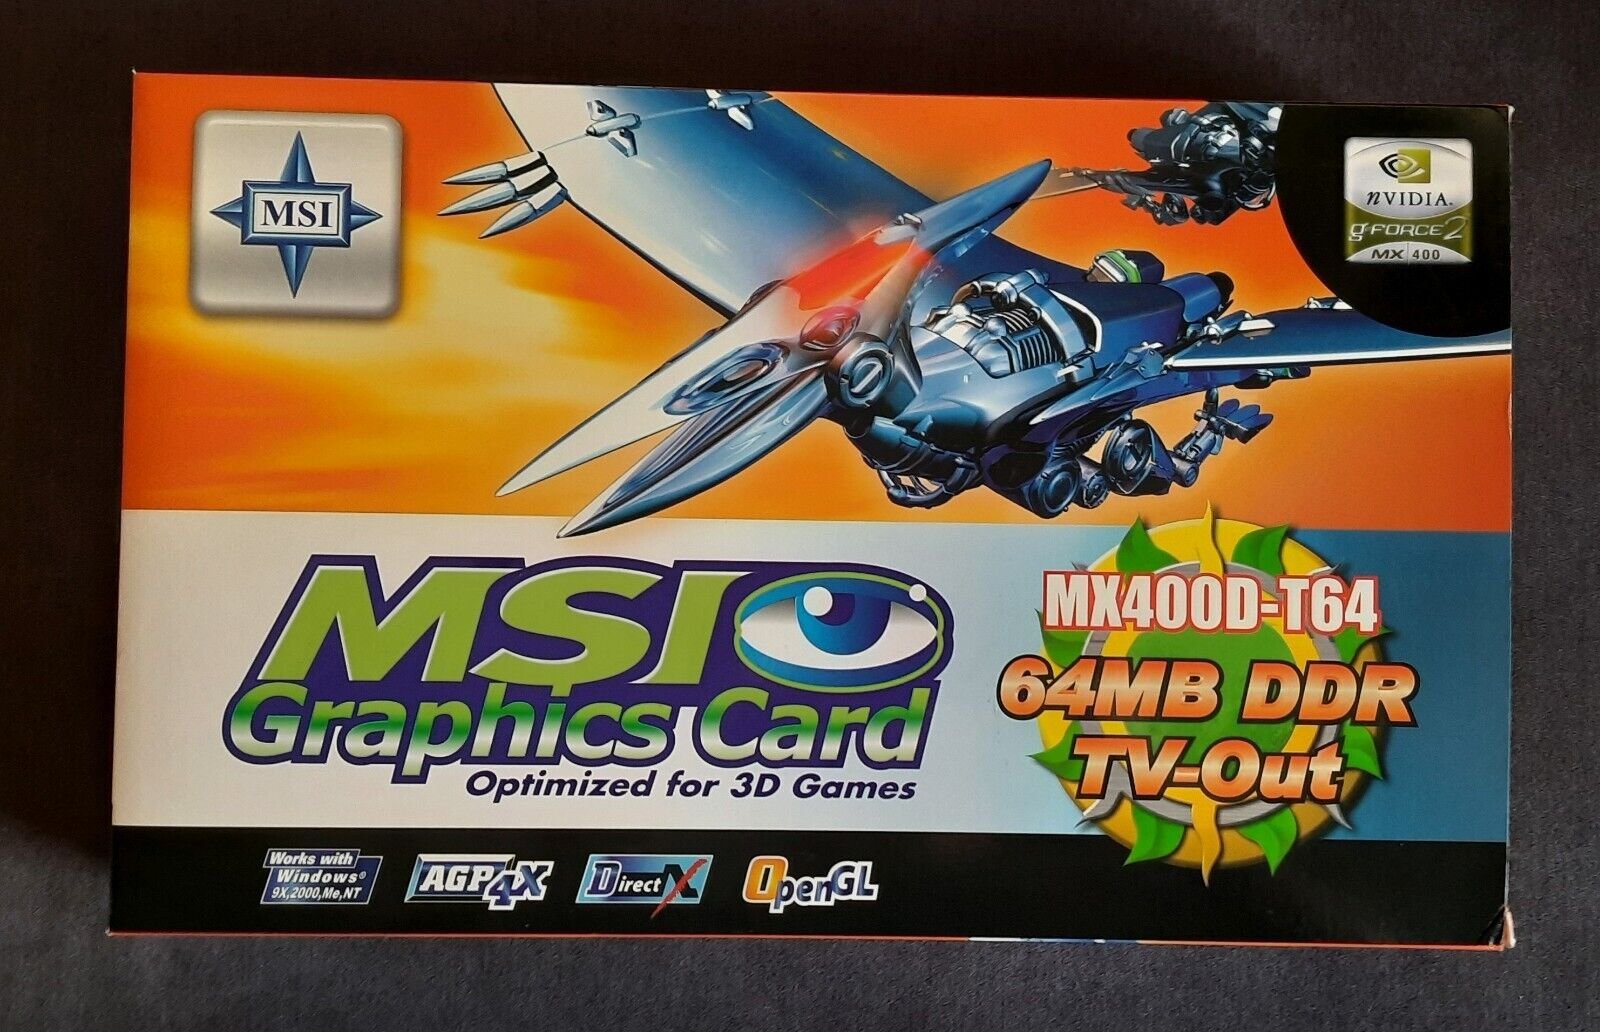 MSI
nVIDIA.
GFORCE2
MX 400
MSI
Graphics Card
Optimized for 3D Games
MX400D-T64
64MB DDR
TV-Out
Works with
Windows®
9X,2000,Me,NT
AGP4X
DirectX
OpenGL